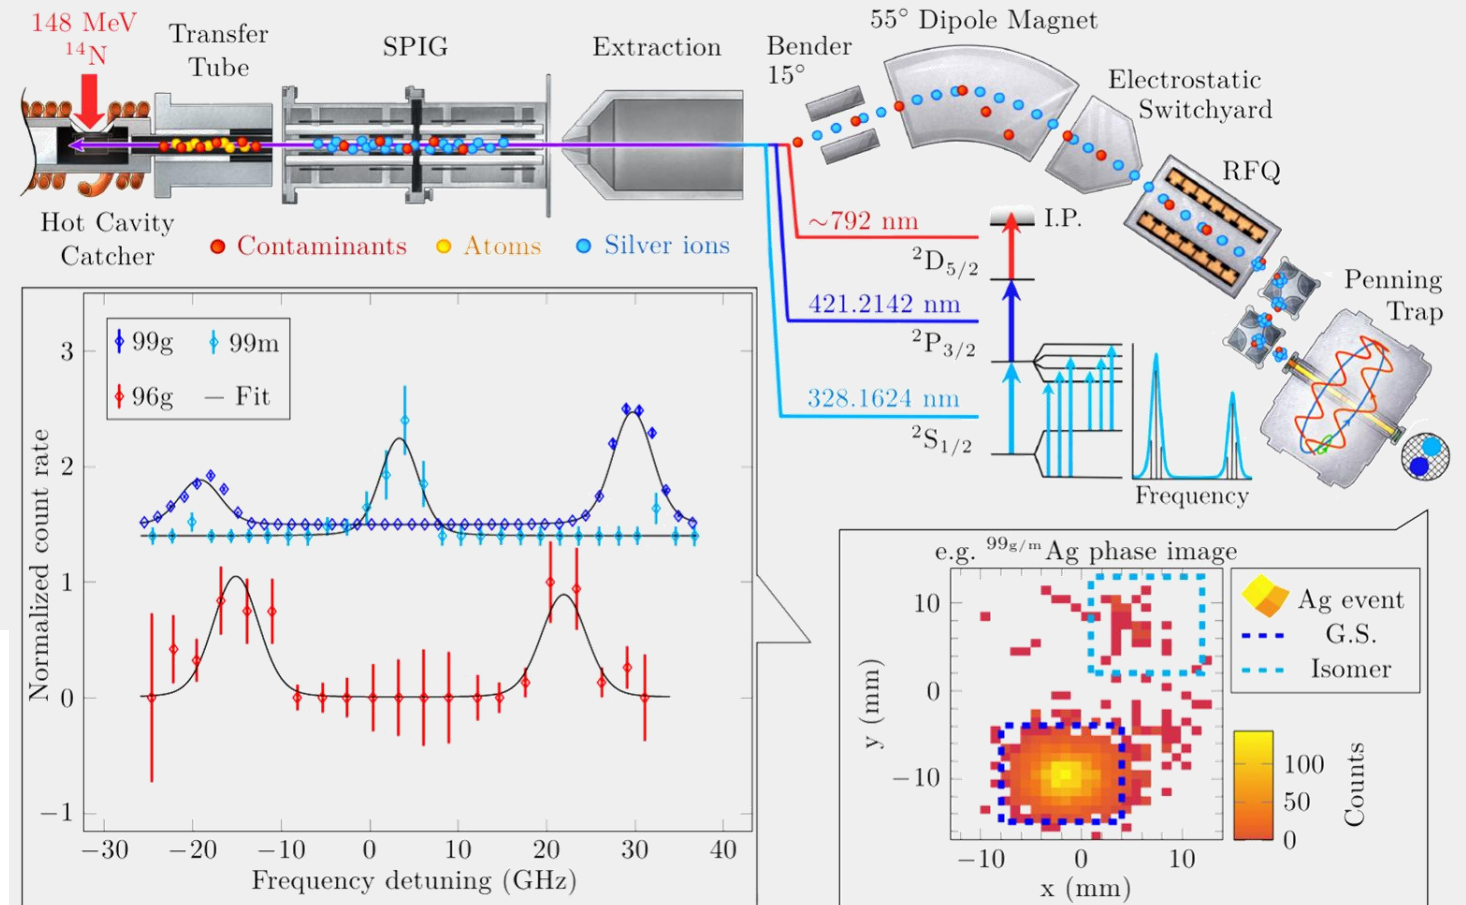 148 MeV
¹⁴N
Transfer
Tube
SPIG
Extraction
Bender
15°
55° Dipole Magnet
Electrostatic
Switchyard
RFQ
Penning
Trap
Hot Cavity
Catcher
Contaminants
Atoms
Silver ions
~792 nm
I.P.
²D₅/₂
421.2142 nm
²P₃/₂
328.1624 nm
²S₁/₂
Frequency
99g
99m
96g
— Fit
Normalized count rate
3
2
1
0
−1
−30
−20
−10
0
10
20
30
40
Frequency detuning (GHz)
e.g. ⁹⁹ᵍ/ᵐAg phase image
Ag event
G.S.
Isomer
y (mm)
10
0
−10
−10
0
10
x (mm)
100
50
0
Counts